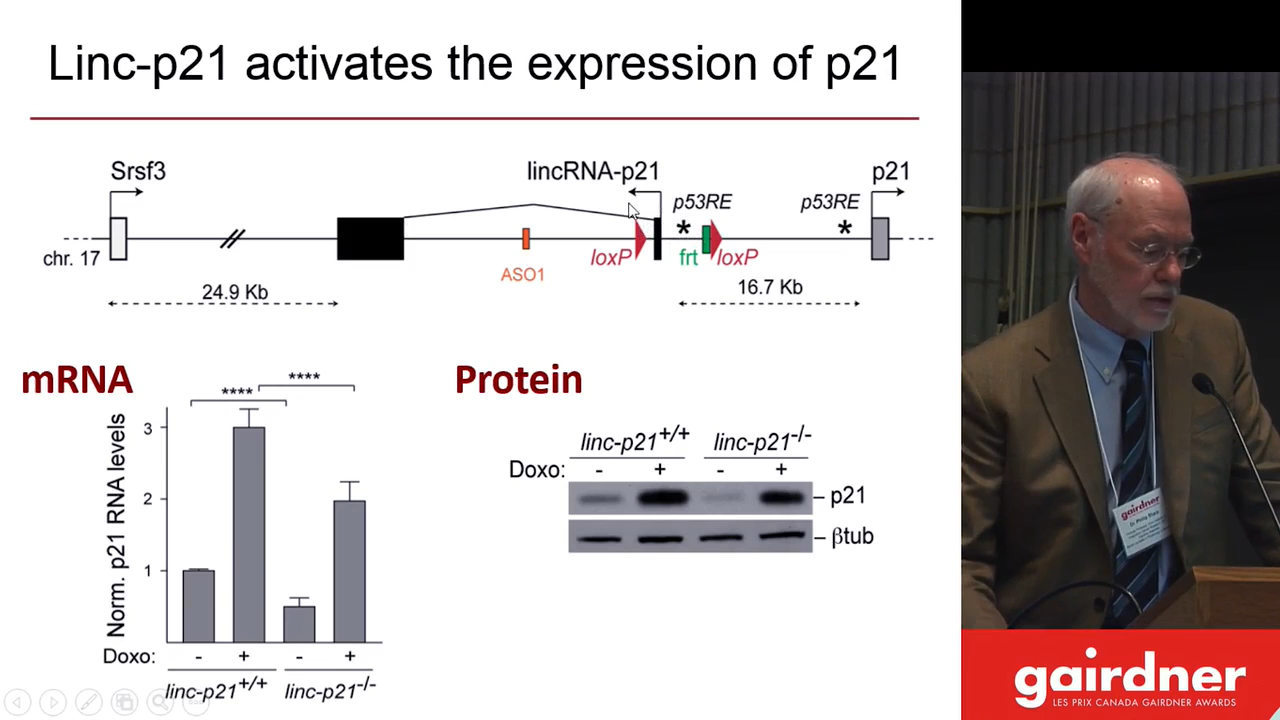 Linc-p21 activates the expression of p21
Srsf3
lincRNA-p21
p21
p53RE
p53RE
*
*
chr. 17
ASO1
loxP
frt
loxP
24.9 Kb
16.7 Kb
mRNA
****
****
Norm. p21 RNA levels
3
2
1
Doxo: - + - +
linc-p21+/+ linc-p21-/-
Protein
linc-p21+/+ linc-p21-/-
Doxo: - + - +
p21
βtub
gairdner
gairdner
LES PRIX CANADA GAIRDNER AWARDS